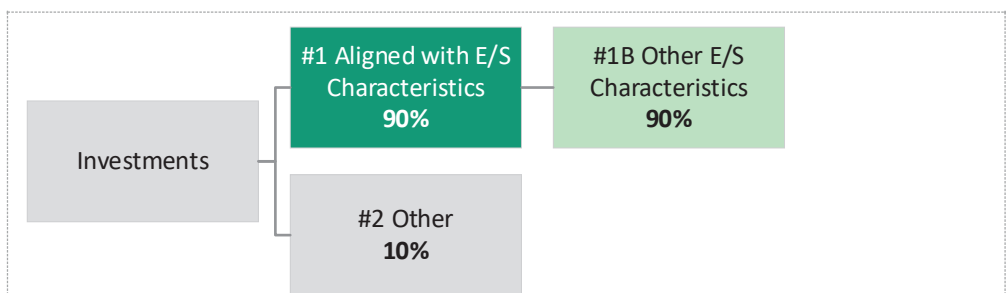 #1 Aligned with E/S
Characteristics
90%
#1B Other E/S
Characteristics
90%
Investments
#2 Other
10%